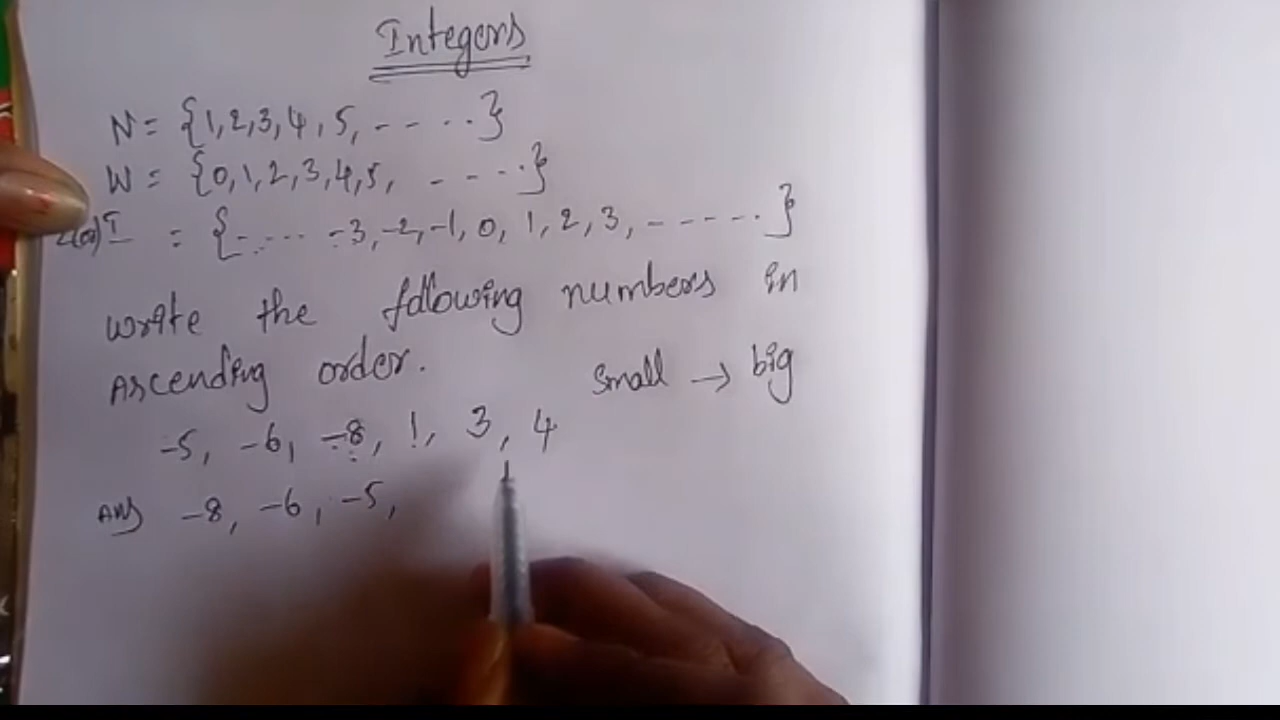 Integers
N = {1, 2, 3, 4, 5, - - - - .}
W = {0, 1, 2, 3, 4, 5, - - - - .}
Z(or) I = {- . - - - -3, -2, -1, 0, 1, 2, 3, - - - - - .}
Write the following numbers in
Ascending order. Small → big
-5, -6, -8, 1, 3, 4
Ans -8, -6, -5,